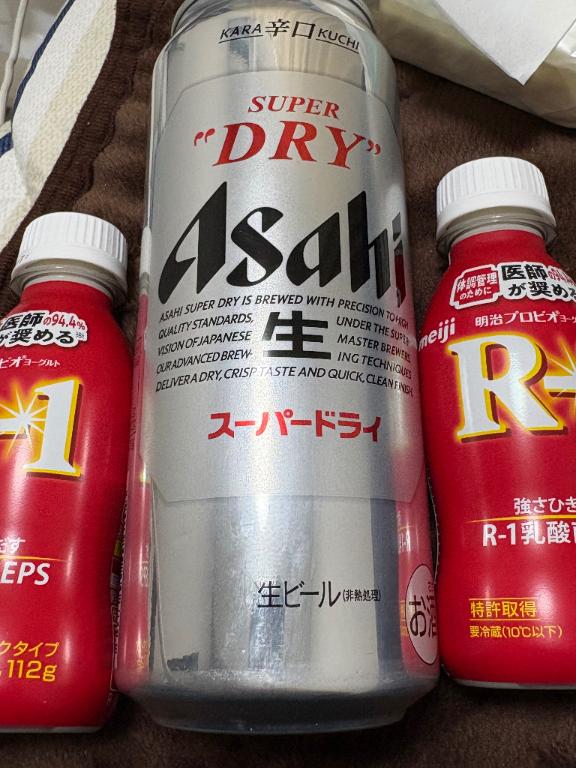 KARA 辛口 KUCHI
SUPER
"DRY"
Asahi
ASAHI SUPER DRY IS BREWED WITH PRECISION TO HIGH
QUALITY STANDARDS, UNDER THE SUPER-
VISION OF JAPANESE MASTER BREWERS.
OUR ADVANCED BREW- ING TECHNIQUES
DELIVER A DRY, CRISP TASTE AND QUICK, CLEAN FINISH.
生
スーパードライ
生ビール(非熱処理)
お酒
医師の94.4%
が奨める※
ビオヨーグルト
-1
EPS
クタイプ
112g
体調管理
のために
医師
が奨める
meiji
明治プロビオヨーグ
R-
強さひき
R-1乳酸菌
特許取得
要冷蔵(10℃以下)